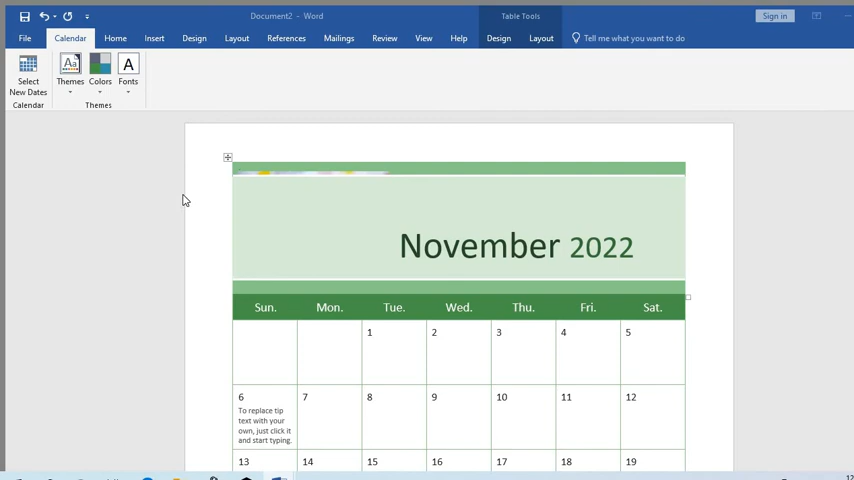 Document2 - Word
Table Tools
Sign in
File Calendar Home Insert Design Layout References Mailings Review View Help Design Layout Tell me what you want to do
Select New Dates
Themes
Colors
Fonts
Calendar
Themes
November 2022
Sun. Mon. Tue. Wed. Thu. Fri. Sat.
1 2 3 4 5
6 7 8 9 10 11 12
To replace tip
text with your
own, just click it
and start typing.
13 14 15 16 17 18 19